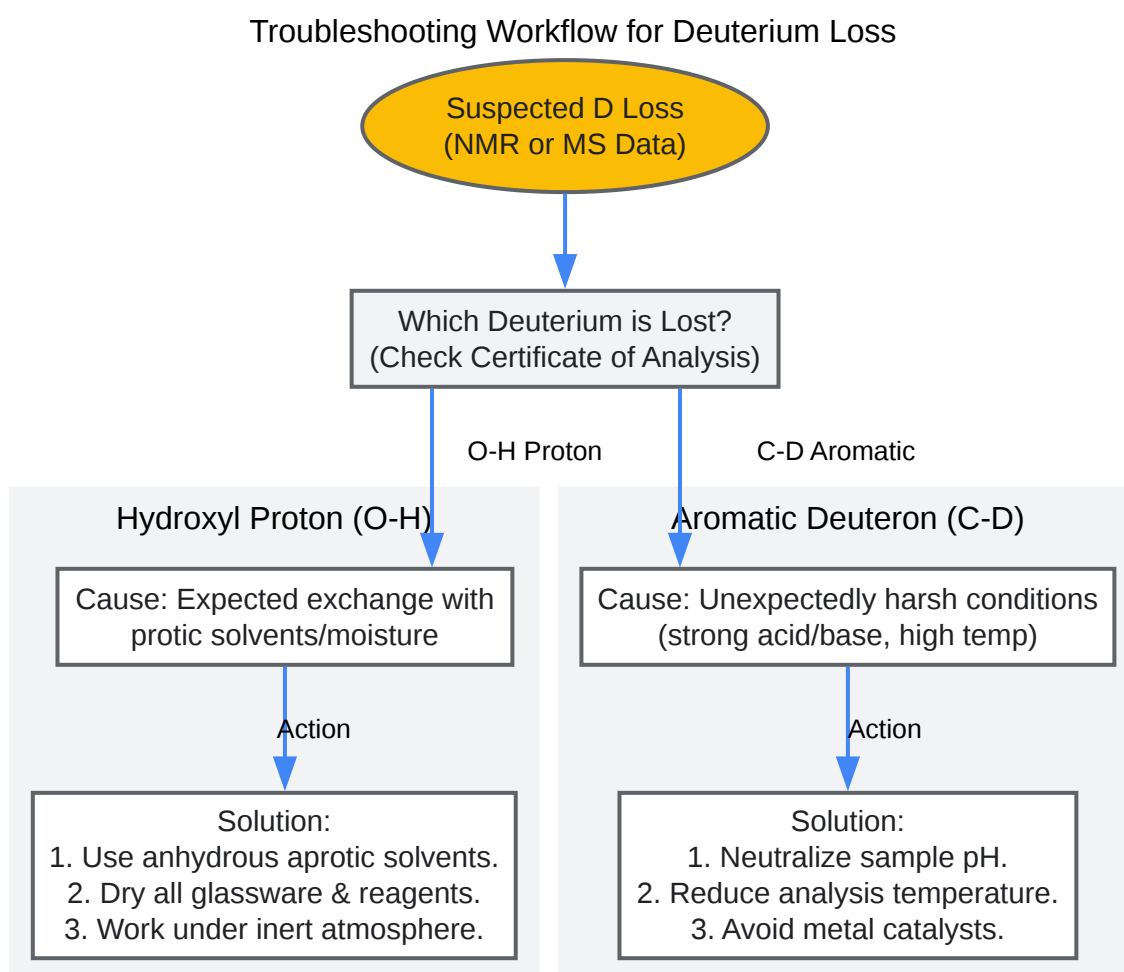 Troubleshooting Workflow for Deuterium Loss
Suspected D Loss
(NMR or MS Data)
Which Deuterium is Lost?
(Check Certificate of Analysis)
O-H Proton
C-D Aromatic
Hydroxyl Proton (O-H)
Cause: Expected exchange with
protic solvents/moisture
Action
Solution:
1. Use anhydrous aprotic solvents.
2. Dry all glassware & reagents.
3. Work under inert atmosphere.
Aromatic Deuteron (C-D)
Cause: Unexpectedly harsh conditions
(strong acid/base, high temp)
Action
Solution:
1. Neutralize sample pH.
2. Reduce analysis temperature.
3. Avoid metal catalysts.